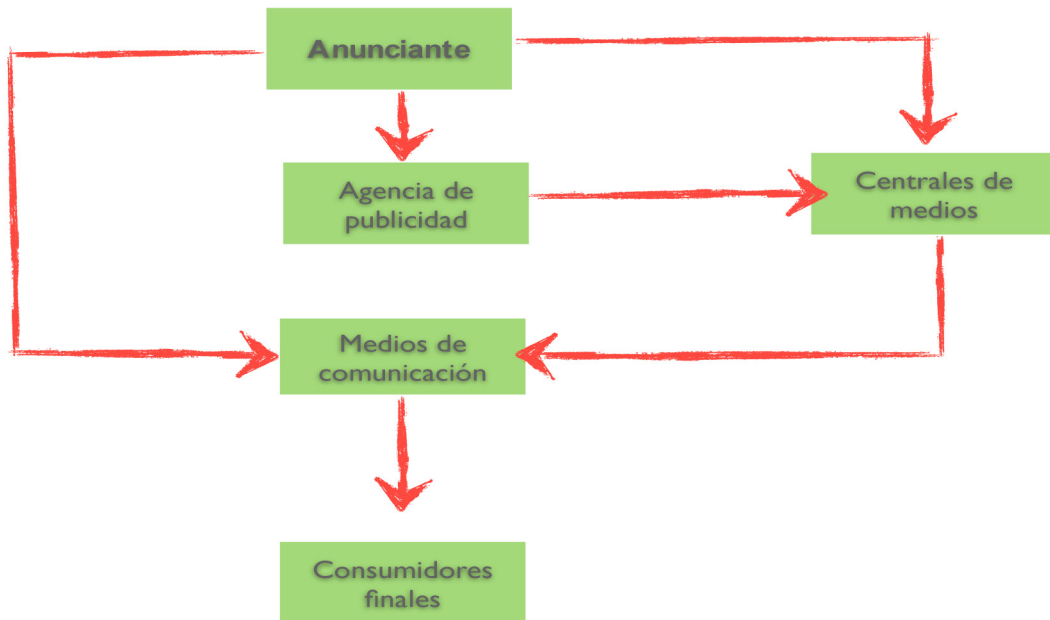 Anunciante
Agencia de
publicidad
Centrales de
medios
Medios de
comunicación
Consumidores
finales